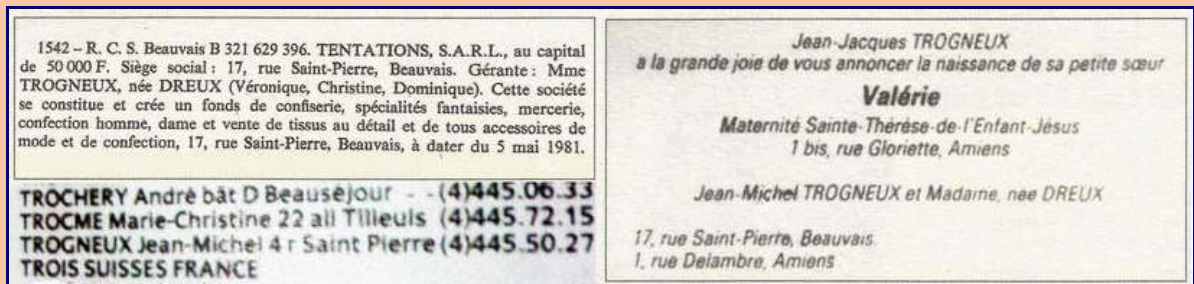 1542 – R. C. S. Beauvais B 321 629 396. TENTATIONS, S.A.R.L., au capital
de 50 000 F. Siège social : 17, rue Saint-Pierre, Beauvais. Gérante : Mme
TROGNEUX, née DREUX (Véronique, Christine, Dominique). Cette société
se constitue et crée un fonds de confiserie, spécialités fantaisies, mercerie,
confection homme, dame et vente de tissus au détail et de tous accessoires de
mode et de confection, 17, rue Saint-Pierre, Beauvais, à dater du 5 mai 1981.
TROCHERY André bât D Beauséjour - -(4)445.06.33
TROCME Marie-Christine 22 all Tilleuls (4)445.72.15
TROGNEUX Jean-Michel 4 r Saint Pierre (4)445.50.27
TROIS SUISSES FRANCE
Jean-Jacques TROGNEUX
a la grande joie de vous annoncer la naissance de sa petite sœur
Valérie
Maternité Sainte-Thérèse-de-l'Enfant-Jésus
1 bis, rue Gloriette, Amiens
Jean-Michel TROGNEUX et Madame, née DREUX
17, rue Saint-Pierre, Beauvais
1, rue Delambre, Amiens